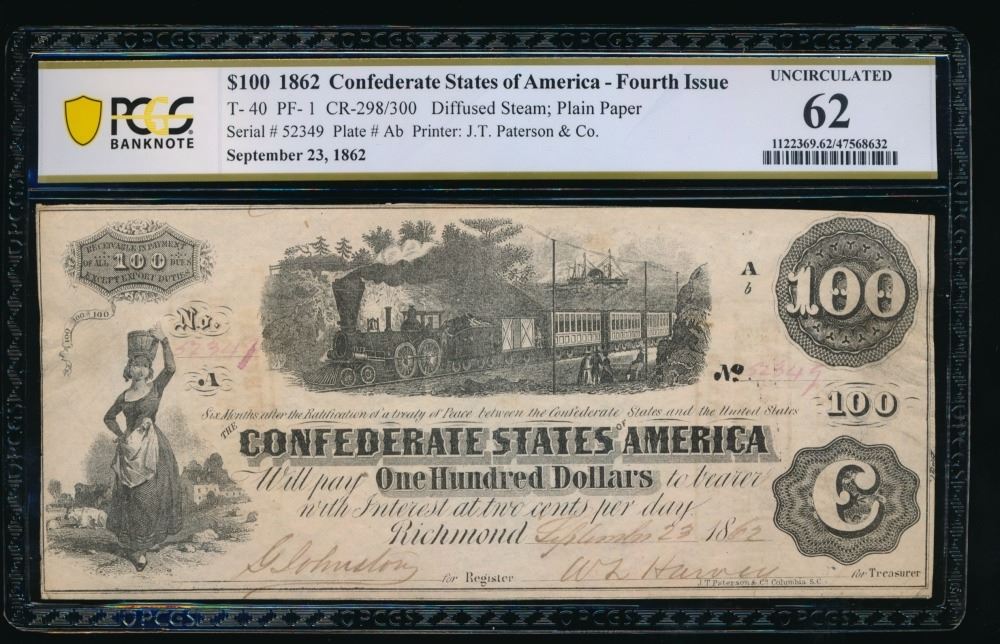 PCGS
BANKNOTE
$100 1862 Confederate States of America - Fourth Issue
T- 40 PF- 1 CR-298/300 Diffused Steam; Plain Paper
Serial # 52349 Plate # Ab Printer: J.T. Paterson & Co.
September 23, 1862
UNCIRCULATED
62
1122369.62/47568632
RECEIVABLE IN PAYMENT
OF ALL 100 DUES
EXCEPT EXPORT DUTIES
No.
A
A
b
100
No. 52349
Six Months after the Ratification of a treaty of Peace between the Confederate States and the United States
100
THE CONFEDERATE STATES OF AMERICA
Will pay One Hundred Dollars to bearer
with Interest at two cents per day.
Richmond September 23 1862
C
G Johnston for Register
W L Harvey for Treasurer
J.T. Paterson & Co. Columbia S.C.